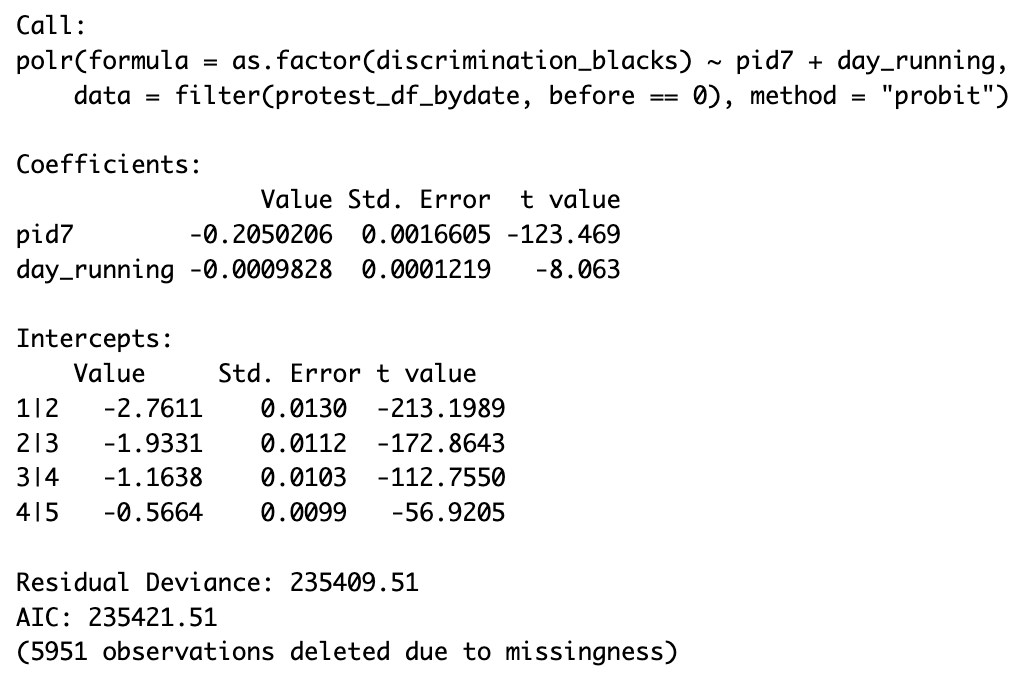 Call:
polr(formula = as.factor(discrimination_blacks) ~ pid7 + day_running,
    data = filter(protest_df_bydate, before == 0), method = "probit")

Coefficients:
                 Value Std. Error  t value
pid7        -0.2050206  0.0016605 -123.469
day_running -0.0009828  0.0001219   -8.063

Intercepts:
    Value     Std. Error t value
1|2   -2.7611    0.0130  -213.1989
2|3   -1.9331    0.0112  -172.8643
3|4   -1.1638    0.0103  -112.7550
4|5   -0.5664    0.0099   -56.9205

Residual Deviance: 235409.51
AIC: 235421.51
(5951 observations deleted due to missingness)